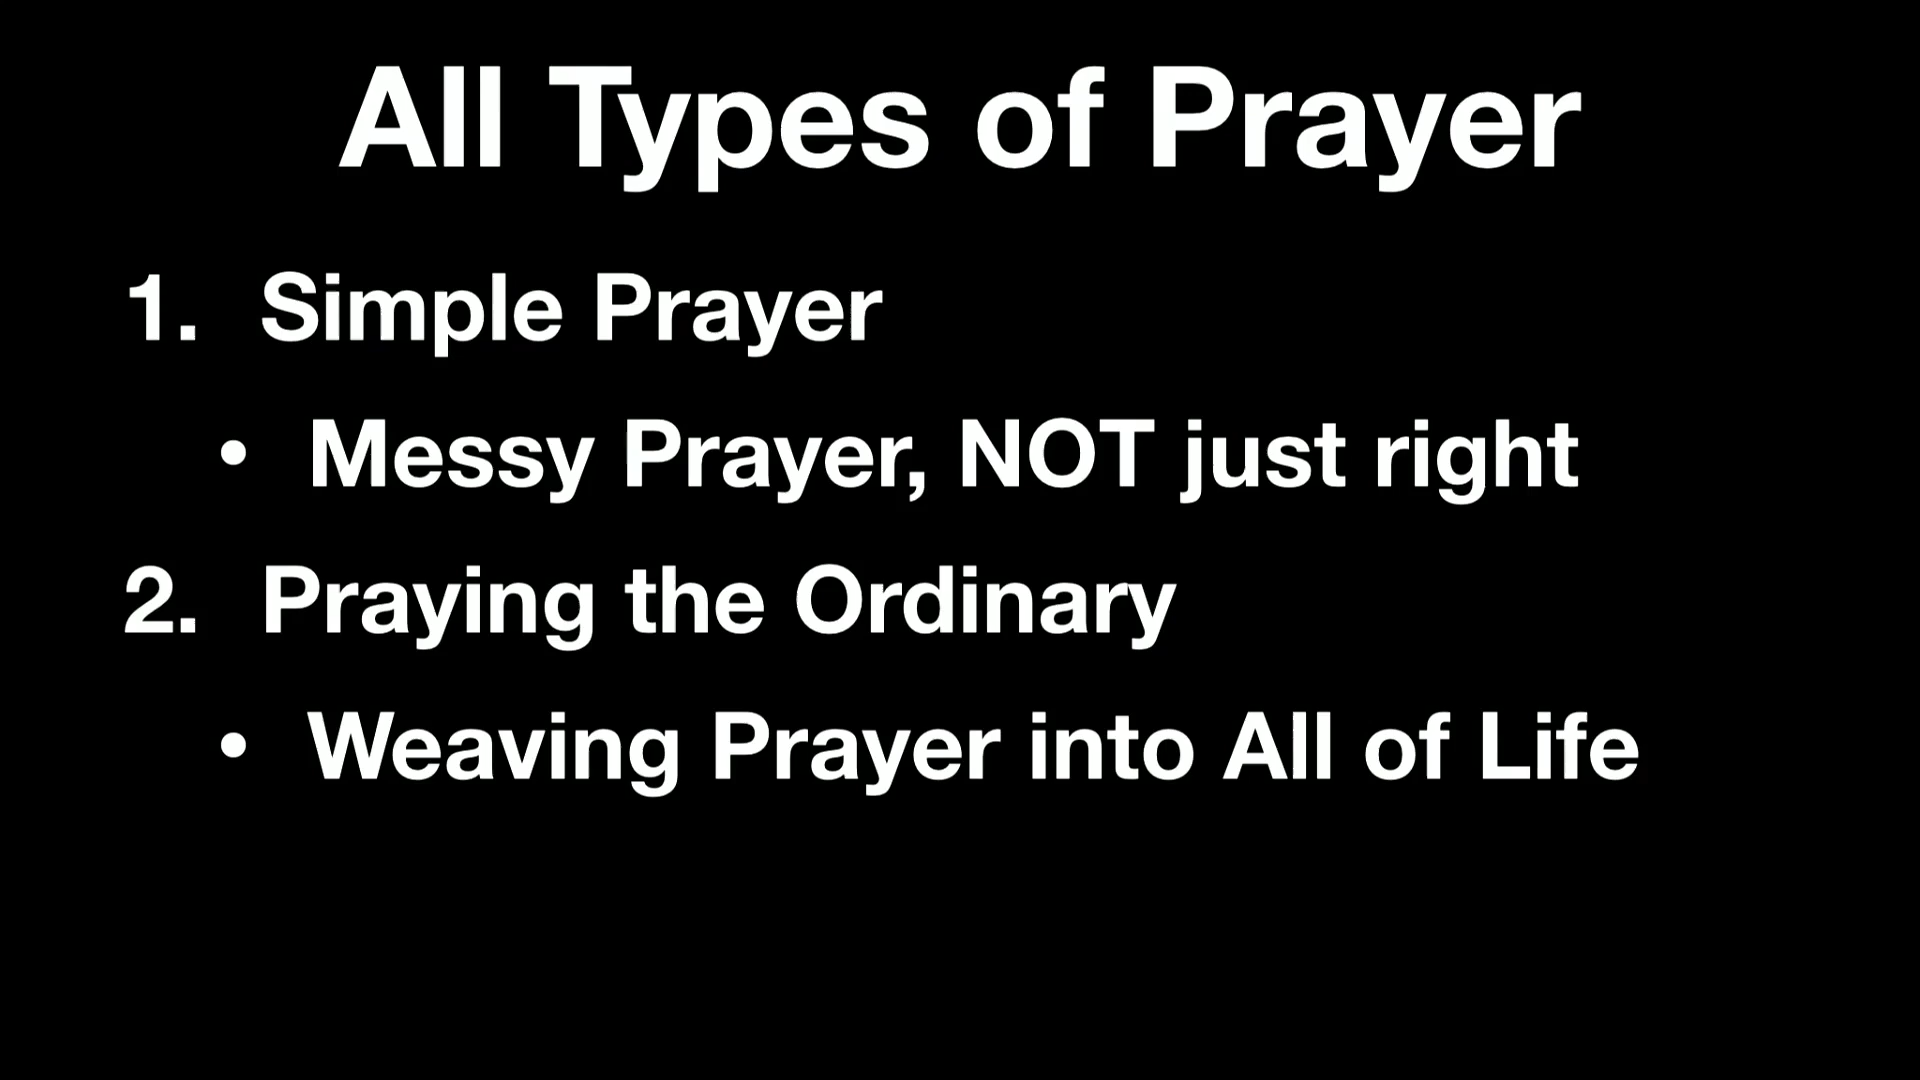 All Types of Prayer
1. Simple Prayer
• Messy Prayer, NOT just right
2. Praying the Ordinary
• Weaving Prayer into All of Life